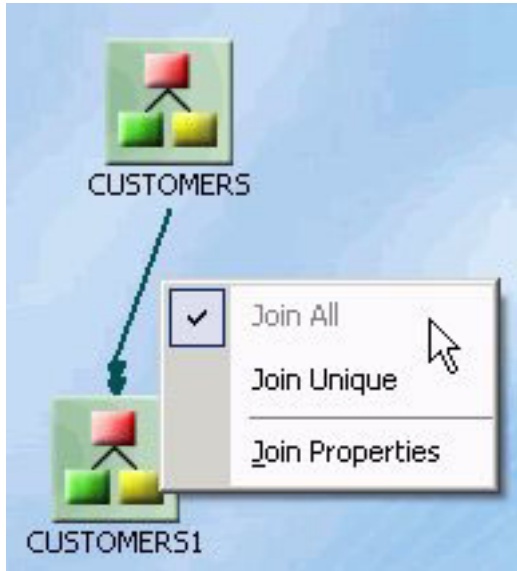 CUSTOMERS
Join All
Join Unique
Join Properties
CUSTOMERS1